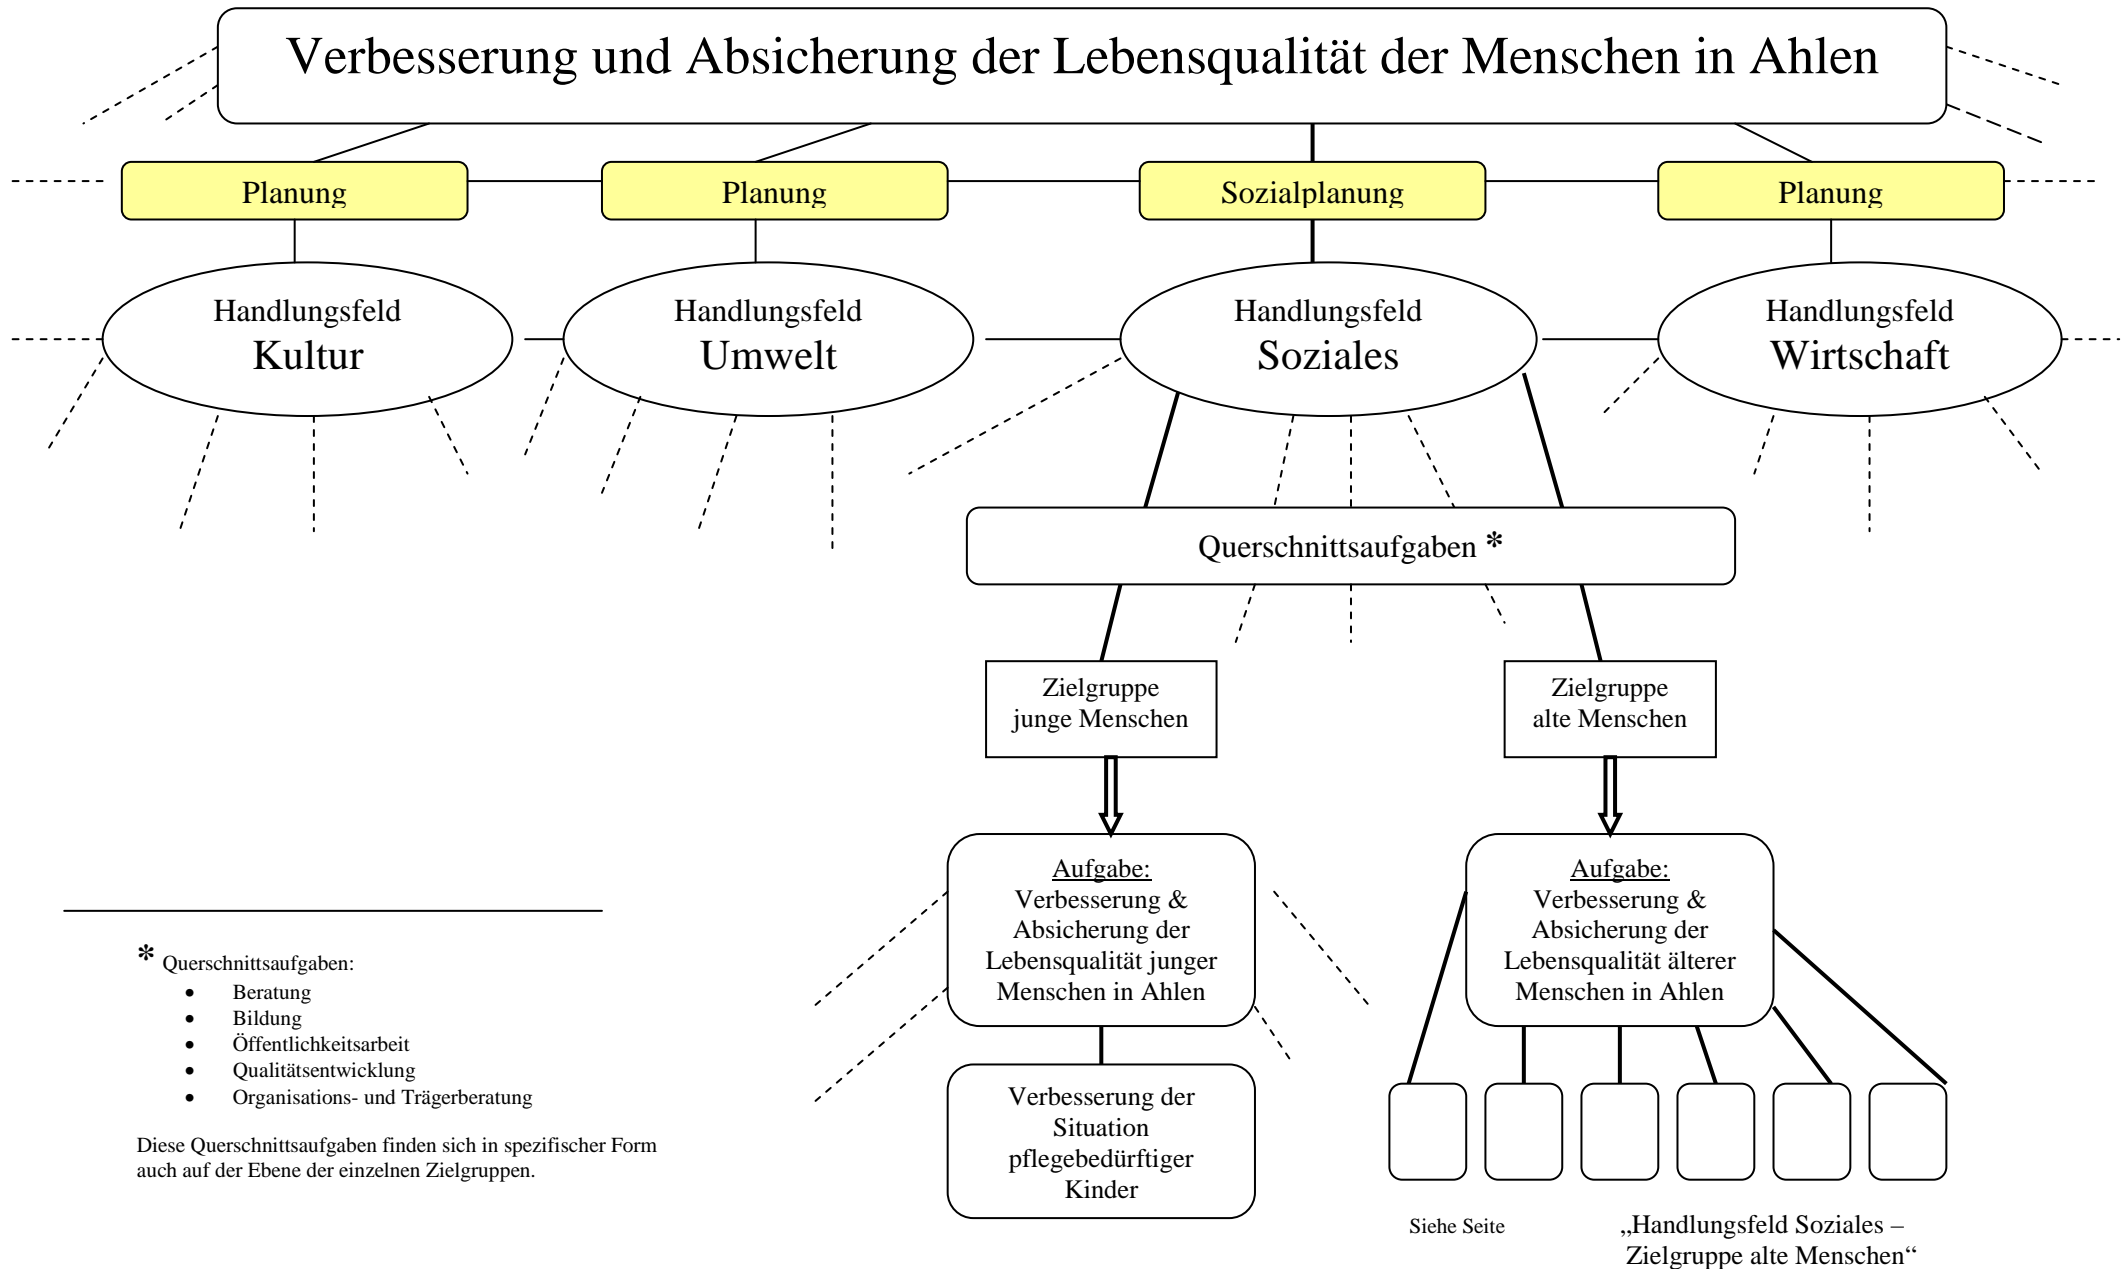 Verbesserung und Absicherung der Lebensqualität der Menschen in Ahlen
Planung
Planung
Sozialplanung
Planung
Handlungsfeld
Kultur
Handlungsfeld
Umwelt
Handlungsfeld
Soziales
Handlungsfeld
Wirtschaft
Querschnittsaufgaben *
Zielgruppe
junge Menschen
Zielgruppe
alte Menschen
Aufgabe:
Verbesserung &
Absicherung der
Lebensqualität junger
Menschen in Ahlen
Aufgabe:
Verbesserung &
Absicherung der
Lebensqualität älterer
Menschen in Ahlen
Verbesserung der
Situation
pflegebedürftiger
Kinder
* Querschnittsaufgaben:
• Beratung
• Bildung
• Öffentlichkeitsarbeit
• Qualitätsentwicklung
• Organisations- und Trägerberatung
Diese Querschnittsaufgaben finden sich in spezifischer Form
auch auf der Ebene der einzelnen Zielgruppen.
Siehe Seite
„Handlungsfeld Soziales –
Zielgruppe alte Menschen“